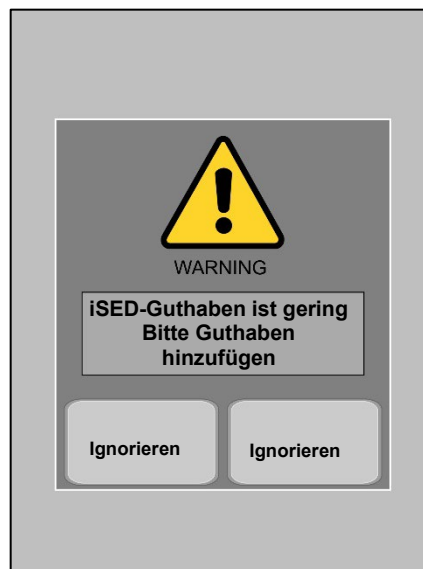 WARNING
iSED-Guthaben ist gering
Bitte Guthaben
hinzufügen
Ignorieren
Ignorieren